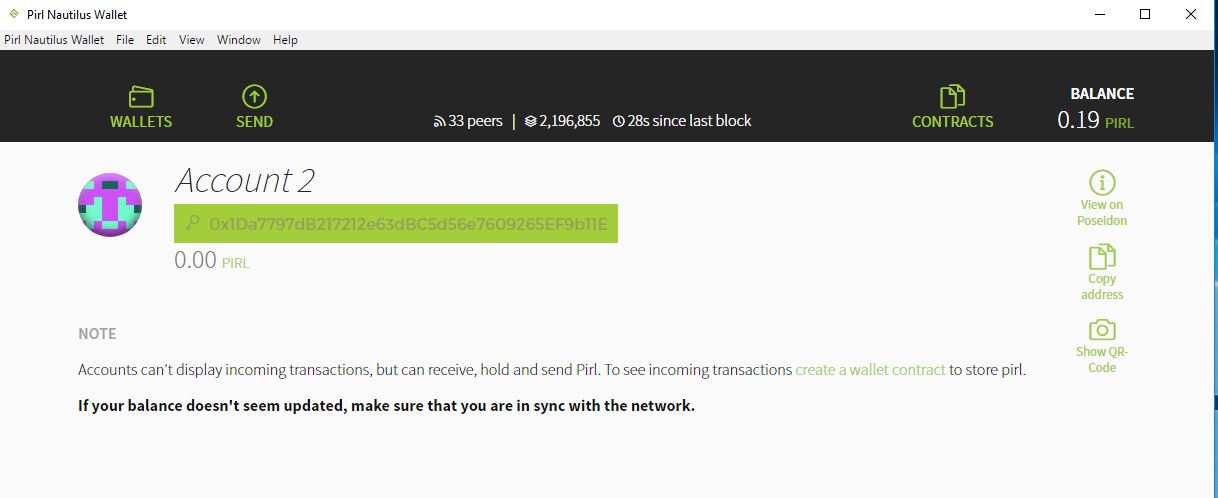 Pirl Nautilus Wallet
Pirl Nautilus Wallet File Edit View Window Help
WALLETS
SEND
33 peers | 2,196,855 28s since last block
CONTRACTS
BALANCE
0.19 PIRL
Account 2
0x1Da7797dB217212e63dBC5d56e7609265EF9b11E
0.00 PIRL
View on
Poseidon
Copy
address
Show QR-
Code
NOTE
Accounts can't display incoming transactions, but can receive, hold and send Pirl. To see incoming transactions create a wallet contract to store pirl.
If your balance doesn't seem updated, make sure that you are in sync with the network.